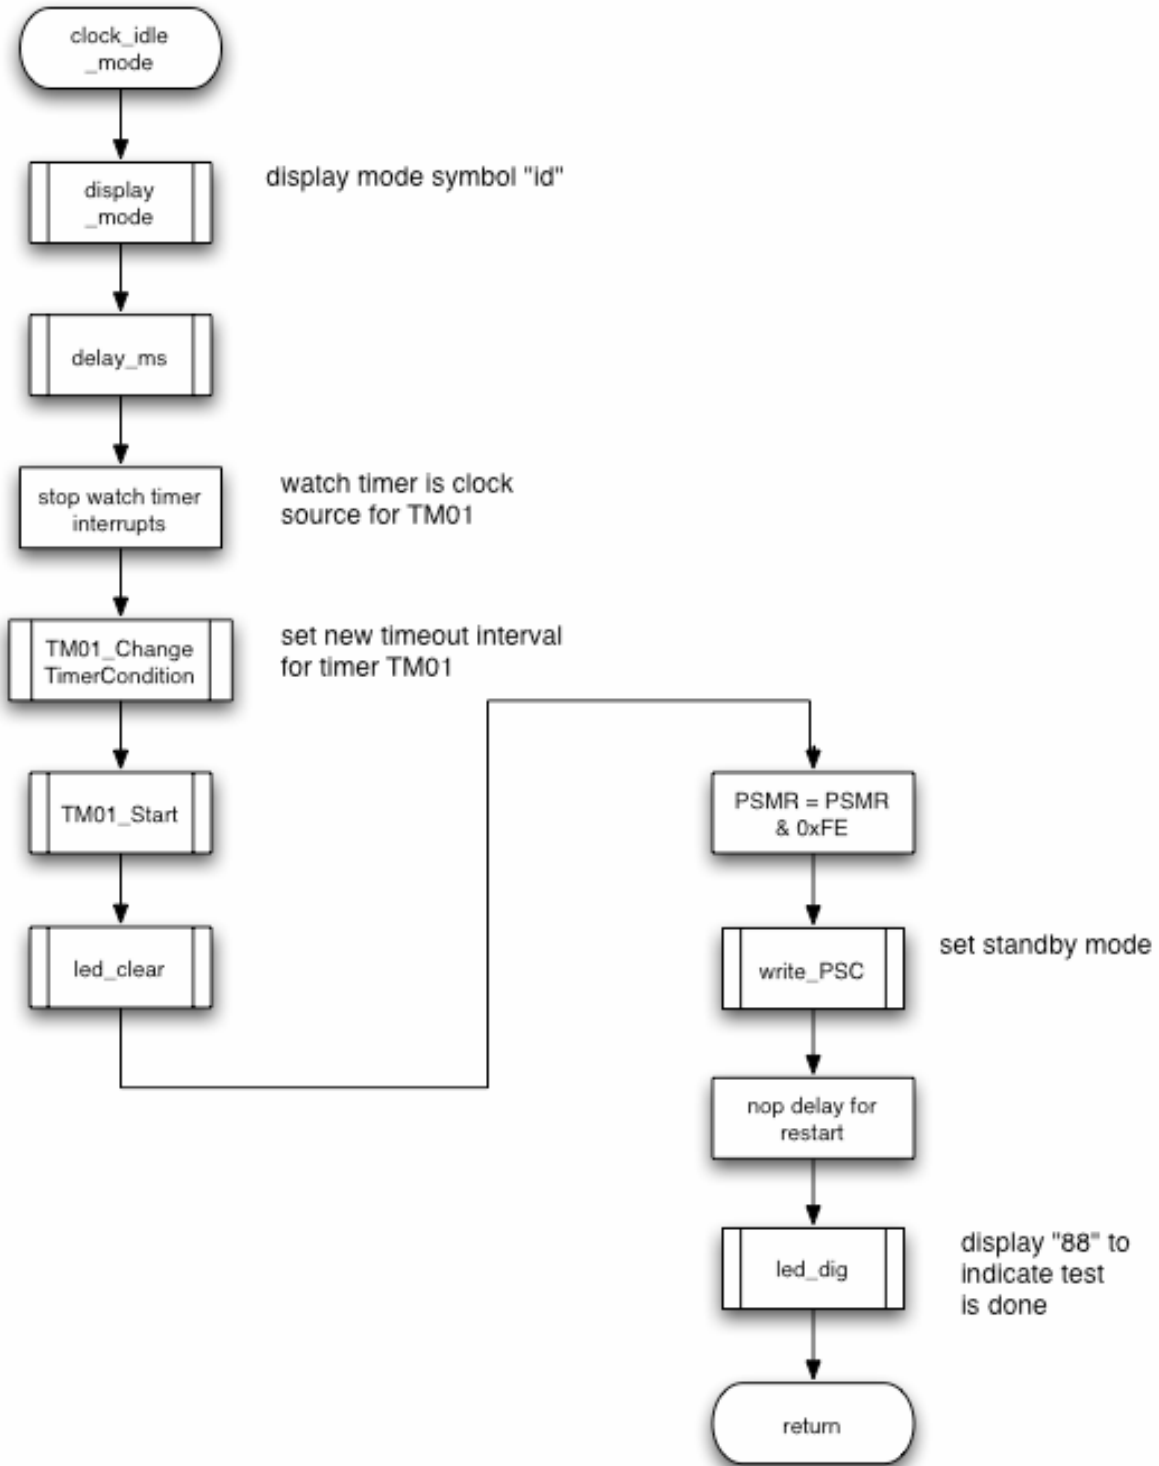 clock_idle
_mode
display
_mode
display mode symbol "id"
delay_ms
stop watch timer
interrupts
watch timer is clock
source for TM01
TM01_Change
TimerCondition
set new timeout interval
for timer TM01
TM01_Start
led_clear
PSMR = PSMR
& 0xFE
write_PSC
set standby mode
nop delay for
restart
led_dig
display "88" to
indicate test
is done
return